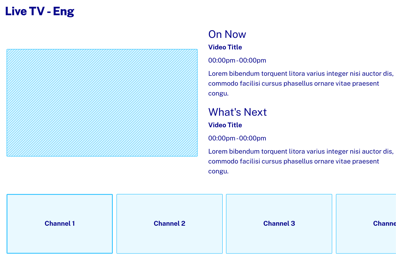 Live TV - Eng
On Now
Video Title
00:00pm - 00:00pm
Lorem bibendum torquent litora varius integer nisi auctor dis,
commodo facilisi cursus phasellus ornare vitae praesent
congu.
What's Next
Video Title
00:00pm - 00:00pm
Lorem bibendum torquent litora varius integer nisi auctor dis,
commodo facilisi cursus phasellus ornare vitae praesent
congu.
Channel 1
Channel 2
Channel 3
Channe